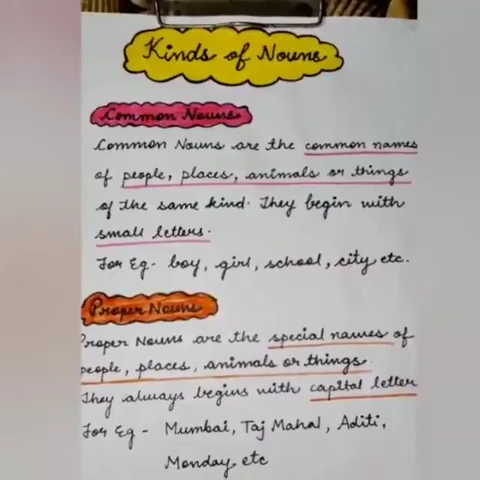 Kinds of Nouns
Common Nouns
Common Nouns are the common names
of people, places, animals or things
of the same kind. They begin with
small letters.
For Eg- boy, girl, school, city etc.
Proper Nouns
Proper Nouns are the special names of
people, places, animals or things.
They always begins with capital letter
For Eg - Mumbai, Taj Mahal, Aditi,
Monday etc